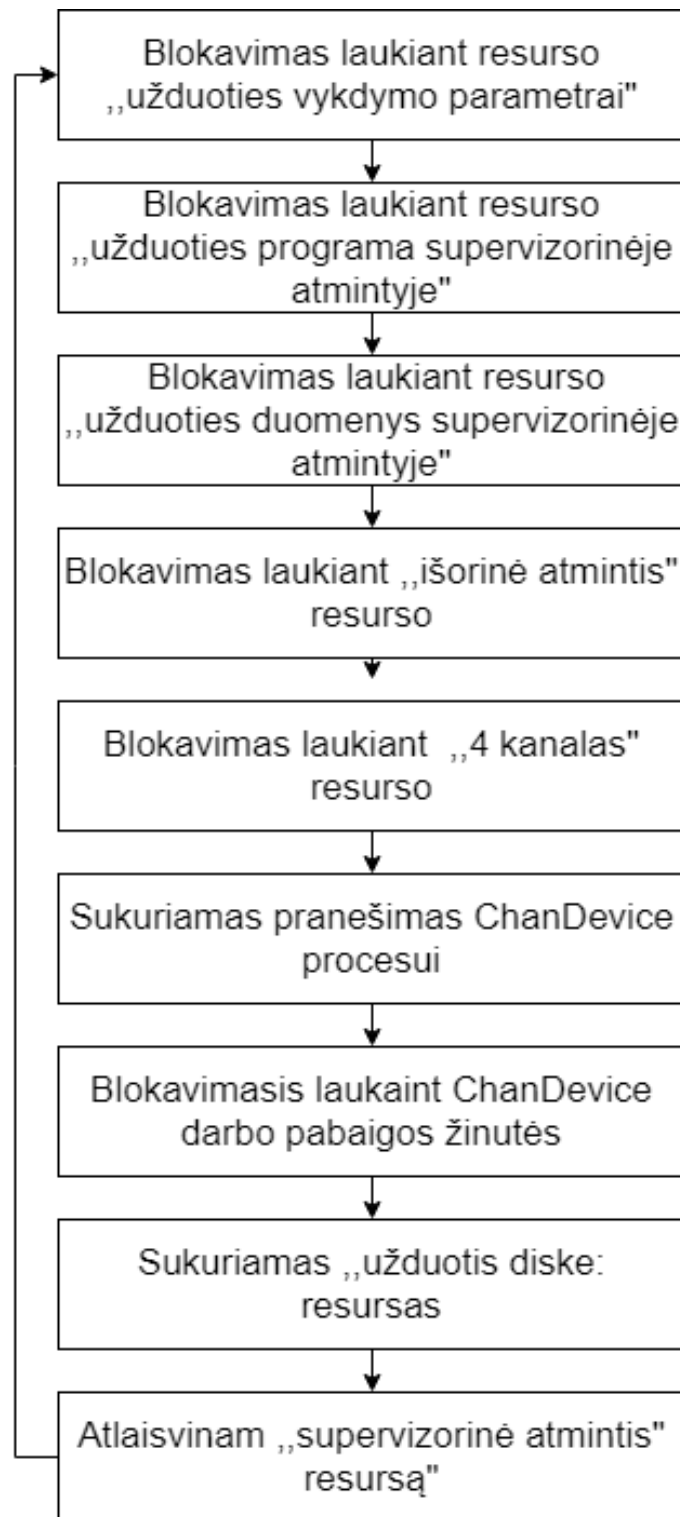 Blokavimas laukiant resurso
,,užduoties vykdymo parametrai"
Blokavimas laukiant resurso
,,užduoties programa supervizorinėje
atmintyje"
Blokavimas laukiant resurso
,,užduoties duomenys supervizorinėje
atmintyje"
Blokavimas laukiant ,,išorinė atmintis"
resurso
Blokavimas laukiant ,,4 kanalas"
resurso
Sukuriamas pranešimas ChanDevice
procesui
Blokavimasis laukaint ChanDevice
darbo pabaigos žinutės
Sukuriamas ,,užduotis diske:
resursas
Atlaisvinam ,,supervizorinė atmintis"
resursą"